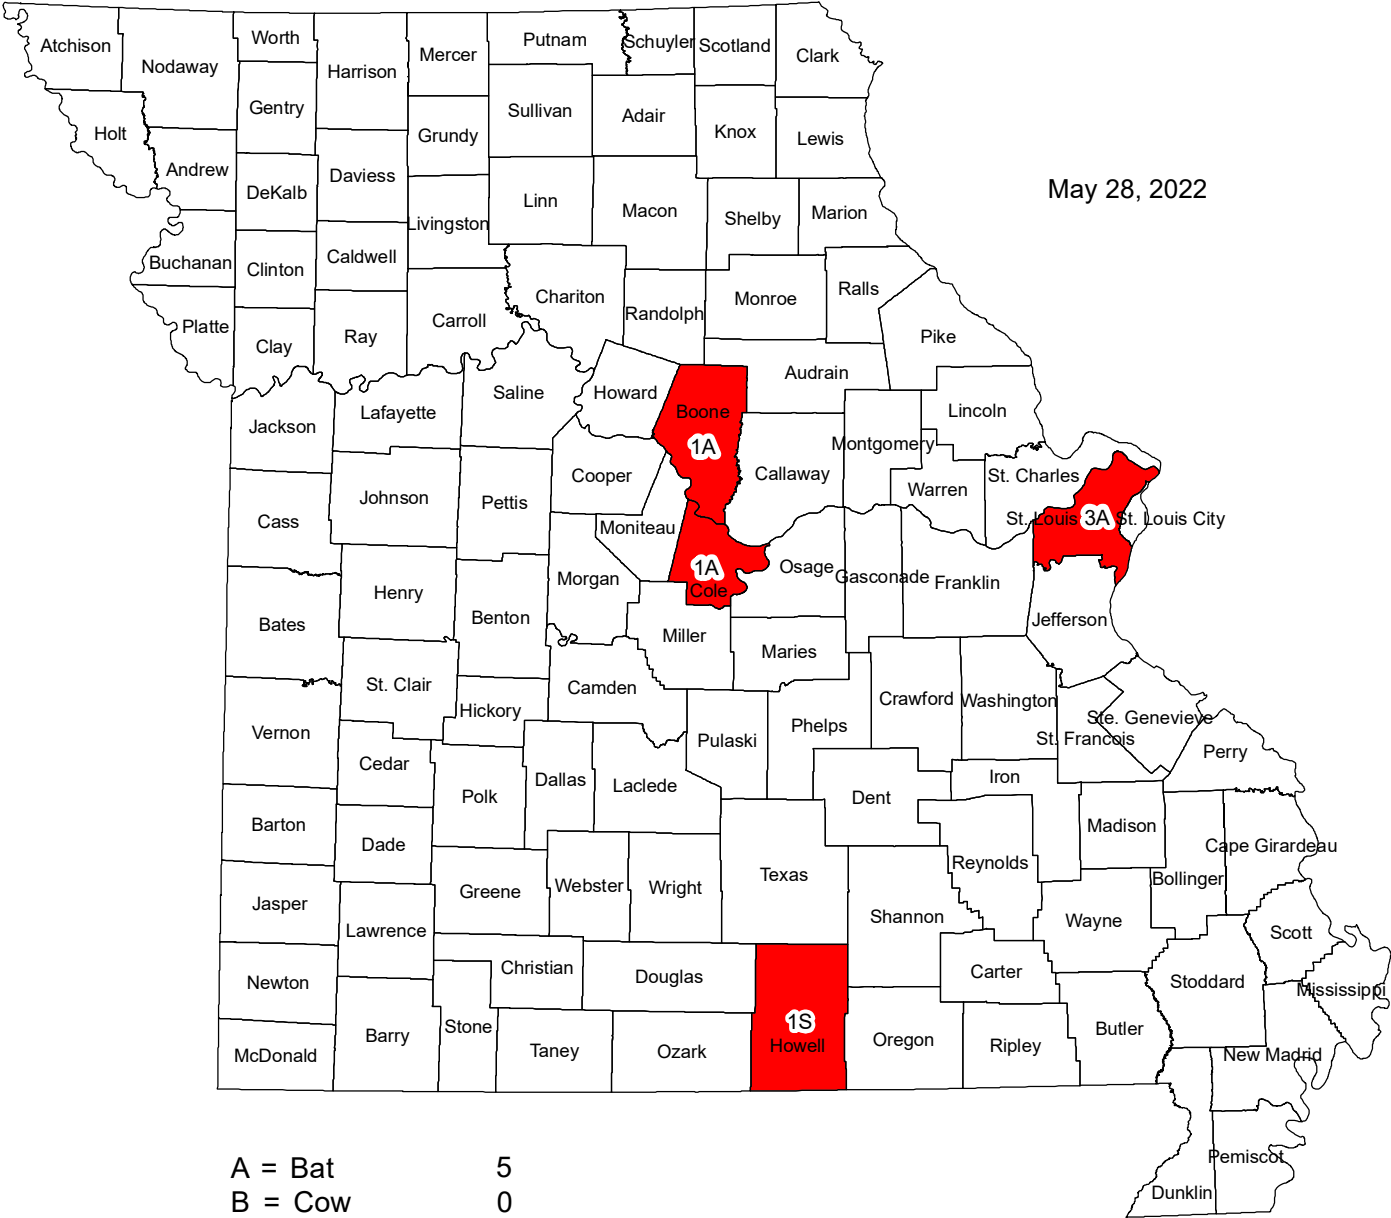 Atchison
Nodaway
Worth
Harrison
Mercer
Putnam
Schuyler
Scotland
Clark
Holt
Gentry
Grundy
Sullivan
Adair
Knox
Lewis
Andrew
DeKalb
Daviess
Livingston
Linn
Macon
Shelby
Marion
May 28, 2022
Buchanan
Clinton
Caldwell
Carroll
Chariton
Randolph
Monroe
Ralls
Platte
Clay
Ray
Pike
Saline
Howard
Audrain
Jackson
Lafayette
Boone
1A
Lincoln
Montgomery
Callaway
Cooper
Warren
St. Charles
Cass
Johnson
Pettis
Moniteau
St. Louis
3A
St. Louis City
Henry
Morgan
1A
Cole
Osage
Gasconade
Franklin
Bates
Benton
Miller
Maries
Jefferson
St. Clair
Camden
Crawford
Washington
Hickory
Ste. Genevieve
Vernon
Pulaski
Phelps
St. Francois
Perry
Cedar
Dallas
Laclede
Iron
Polk
Dent
Barton
Madison
Dade
Cape Girardeau
Reynolds
Texas
Bollinger
Jasper
Greene
Webster
Wright
Shannon
Wayne
Lawrence
Scott
Newton
Christian
Douglas
Carter
Stoddard
Mississippi
Barry
Stone
1S
Howell
Oregon
Butler
McDonald
Taney
Ozark
Ripley
New Madrid
Pemiscot
Dunklin
A = Bat 5
B = Cow 0